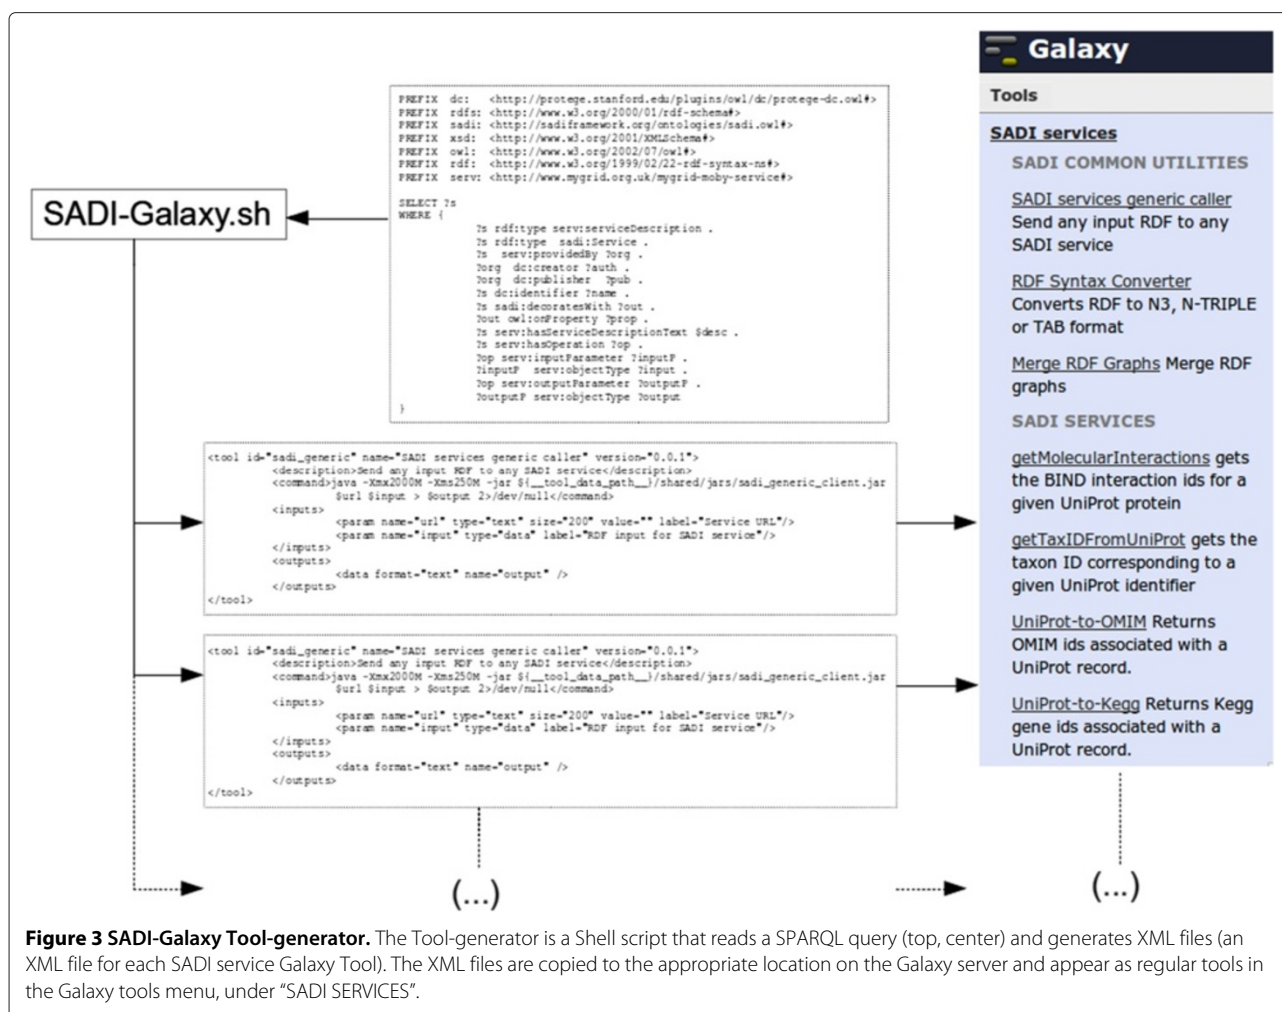 PREFIX dc: <http://protege.stanford.edu/plugins/owl/dc/protege-dc.owl#>
PREFIX rdfs: <http://www.w3.org/2000/01/rdf-schema#>
PREFIX sadi: <http://sadiframework.org/ontologies/sadi.owl#>
PREFIX xsd: <http://www.w3.org/2001/XMLSchema#>
PREFIX owl: <http://www.w3.org/2002/07/owl#>
PREFIX rdf: <http://www.w3.org/1999/02/22-rdf-syntax-ns#>
PREFIX serv: <http://www.mygrid.org.uk/mygrid-moby-service#>
SELECT ?s
WHERE {
?s rdf:type serv:serviceDescription .
?s rdf:type sadi:Service .
?s serv:providedBy ?org .
?org dc:creator ?auth .
?org dc:publisher ?pub .
?s dc:identifier ?name .
?s sadi:decoratesWith ?out .
?out owl:onProperty ?prop .
?s serv:hasServiceDescriptionText $desc .
?s serv:hasOperation ?op .
?op serv:inputParameter ?inputP .
?inputP serv:objectType ?input .
?op serv:outputParameter ?outputP .
?outputP serv:objectType ?output
}
SADI-Galaxy.sh
<tool id="sadi_generic" name="SADI services generic caller" version="0.0.1">
<description>Send any input RDF to any SADI service</description>
<command>java -Xmx2000M -Xms250M -jar ${__tool_data_path__}/shared/jars/sadi_generic_client.jar
$url $input > $output 2>/dev/null</command>
<inputs>
<param name="url" type="text" size="200" value="" label="Service URL"/>
<param name="input" type="data" label="RDF input for SADI service"/>
</inputs>
<outputs>
<data format="text" name="output" />
</outputs>
</tool>
<tool id="sadi_generic" name="SADI services generic caller" version="0.0.1">
<description>Send any input RDF to any SADI service</description>
<command>java -Xmx2000M -Xms250M -jar ${__tool_data_path__}/shared/jars/sadi_generic_client.jar
$url $input > $output 2>/dev/null</command>
<inputs>
<param name="url" type="text" size="200" value="" label="Service URL"/>
<param name="input" type="data" label="RDF input for SADI service"/>
</inputs>
<outputs>
<data format="text" name="output" />
</outputs>
</tool>
(...)
Galaxy
Tools
SADI services
SADI COMMON UTILITIES
SADI services generic caller
Send any input RDF to any
SADI service
RDF Syntax Converter
Converts RDF to N3, N-TRIPLE
or TAB format
Merge RDF Graphs Merge RDF
graphs
SADI SERVICES
getMolecularInteractions gets
the BIND interaction ids for a
given UniProt protein
getTaxIDFromUniProt gets the
taxon ID corresponding to a
given UniProt identifier
UniProt-to-OMIM Returns
OMIM ids associated with a
UniProt record.
UniProt-to-Kegg Returns Kegg
gene ids associated with a
UniProt record.
(...)
Figure 3 SADI-Galaxy Tool-generator. The Tool-generator is a Shell script that reads a SPARQL query (top, center) and generates XML files (an
XML file for each SADI service Galaxy Tool). The XML files are copied to the appropriate location on the Galaxy server and appear as regular tools in
the Galaxy tools menu, under “SADI SERVICES”.